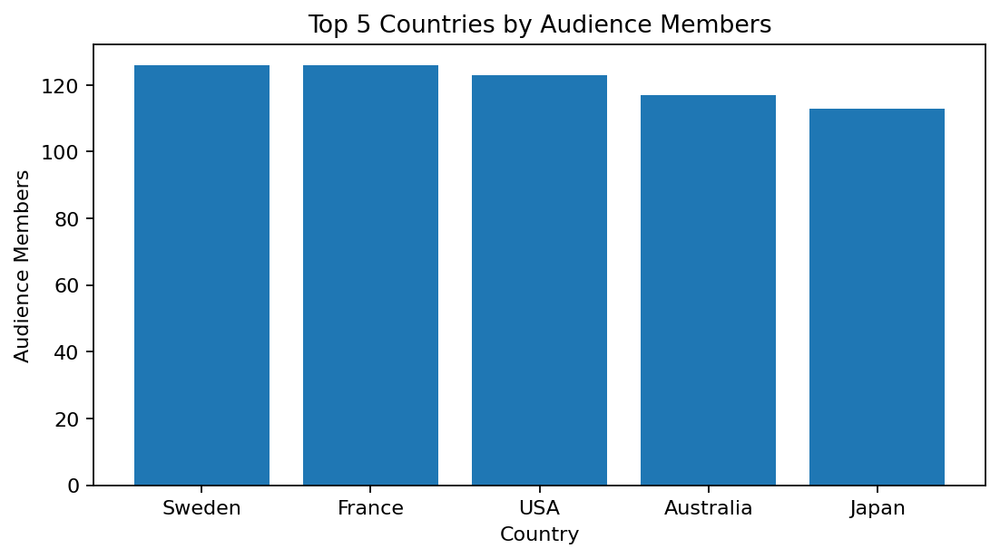 Top 5 Countries by Audience Members
Audience Members
120
100
80
60
40
20
0
Sweden France USA Australia Japan
Country